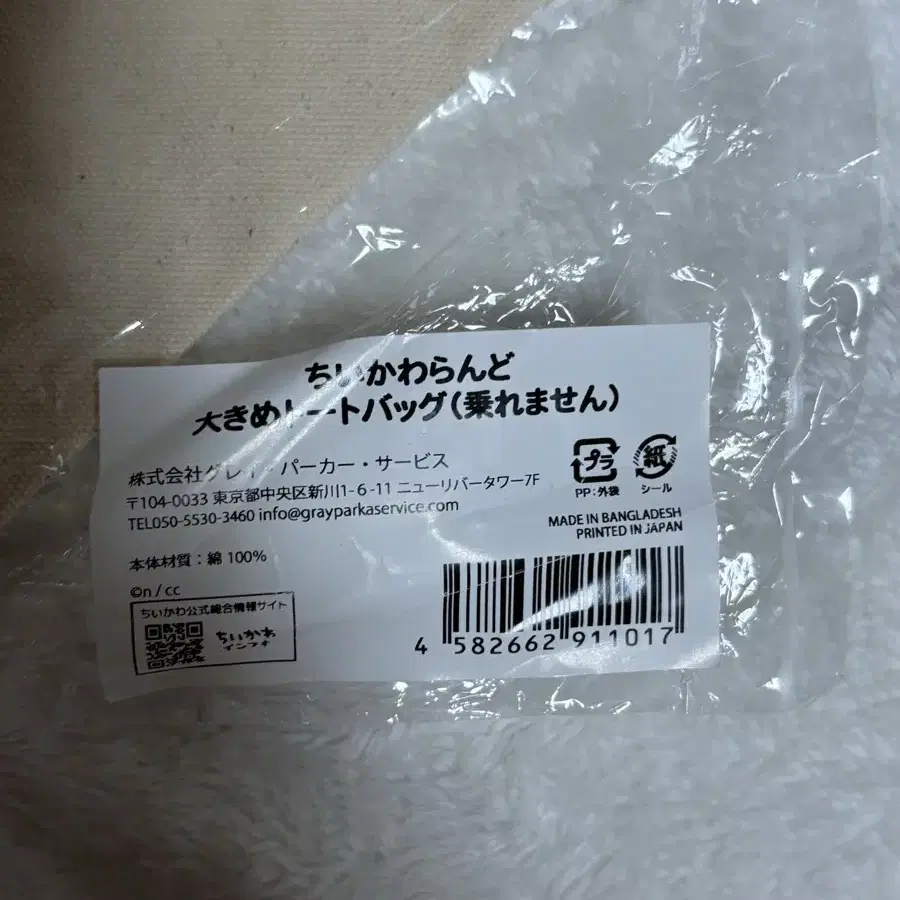 ちいかわらんど
大きめトートバッグ(乗れません)
株式会社グレイ・パーカー・サービス
〒104-0033 東京都中央区新川1-6-11 ニューリバータワー7F
TEL050-5530-3460 info@grayparkaservice.com
プラ
PP:外袋
紙
シール
MADE IN BANGLADESH
PRINTED IN JAPAN
本体材質:綿 100%
©n / cc
ちいかわ公式総合情報サイト
ちいかわ
インフォ
4 582662 911017